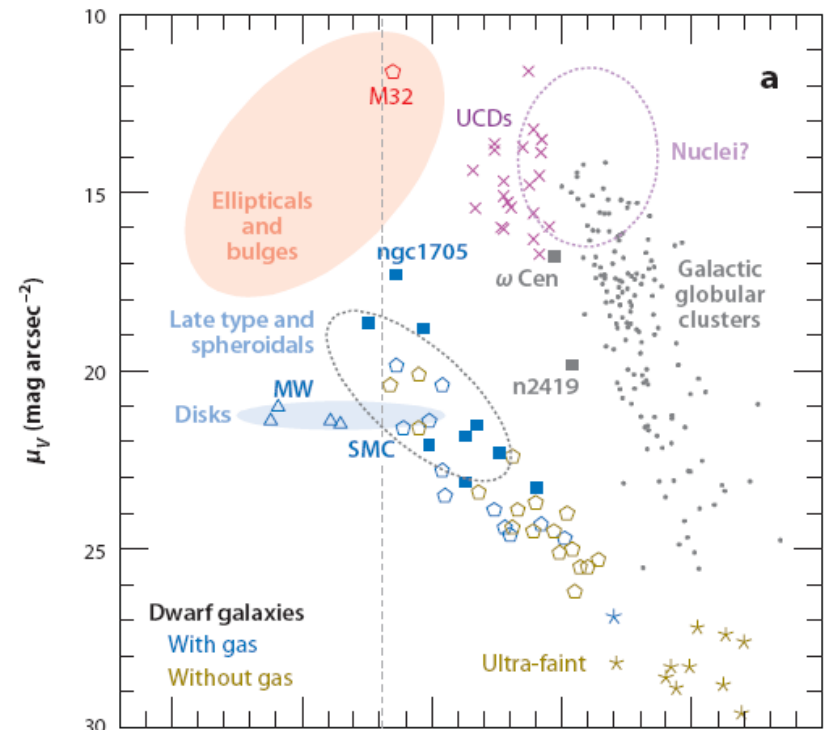 10
a
M32
UCDs
Nuclei?
15
Ellipticals
and
bulges
ngc1705
ω Cen
Galactic
globular
clusters
Late type and
spheroidals
μV (mag arcsec−2)
20
MW
n2419
Disks
SMC
25
Dwarf galaxies
With gas
Ultra-faint
Without gas
30